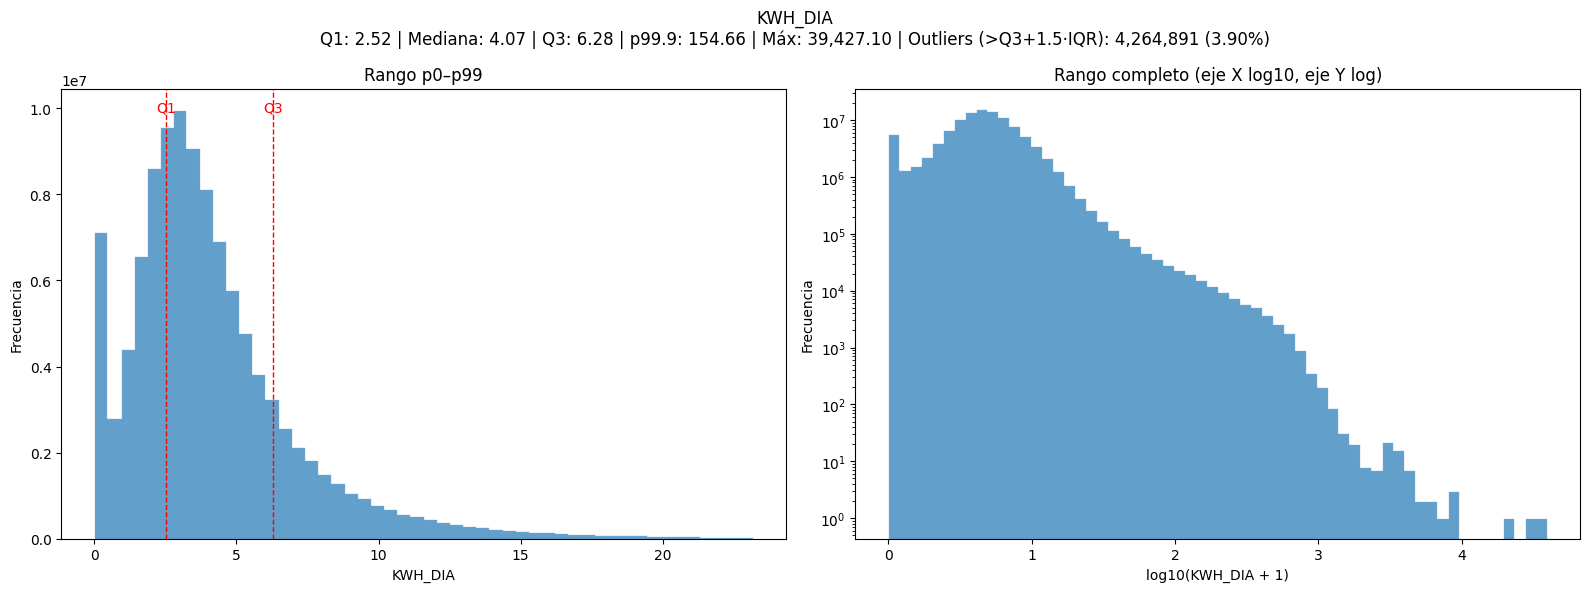 KWH_DIA
Q1: 2.52 | Mediana: 4.07 | Q3: 6.28 | p99.9: 154.66 | Máx: 39,427.10 | Outliers (>Q3+1.5·IQR): 4,264,891 (3.90%)
Rango p0–p99
1e7
Q1
Q3
1.0
0.8
0.6
0.4
0.2
0.0
Frecuencia
0
5
10
15
20
KWH_DIA
Rango completo (eje X log10, eje Y log)
10⁷
10⁶
10⁵
10⁴
10³
10²
10¹
10⁰
Frecuencia
0
1
2
3
4
log10(KWH_DIA + 1)